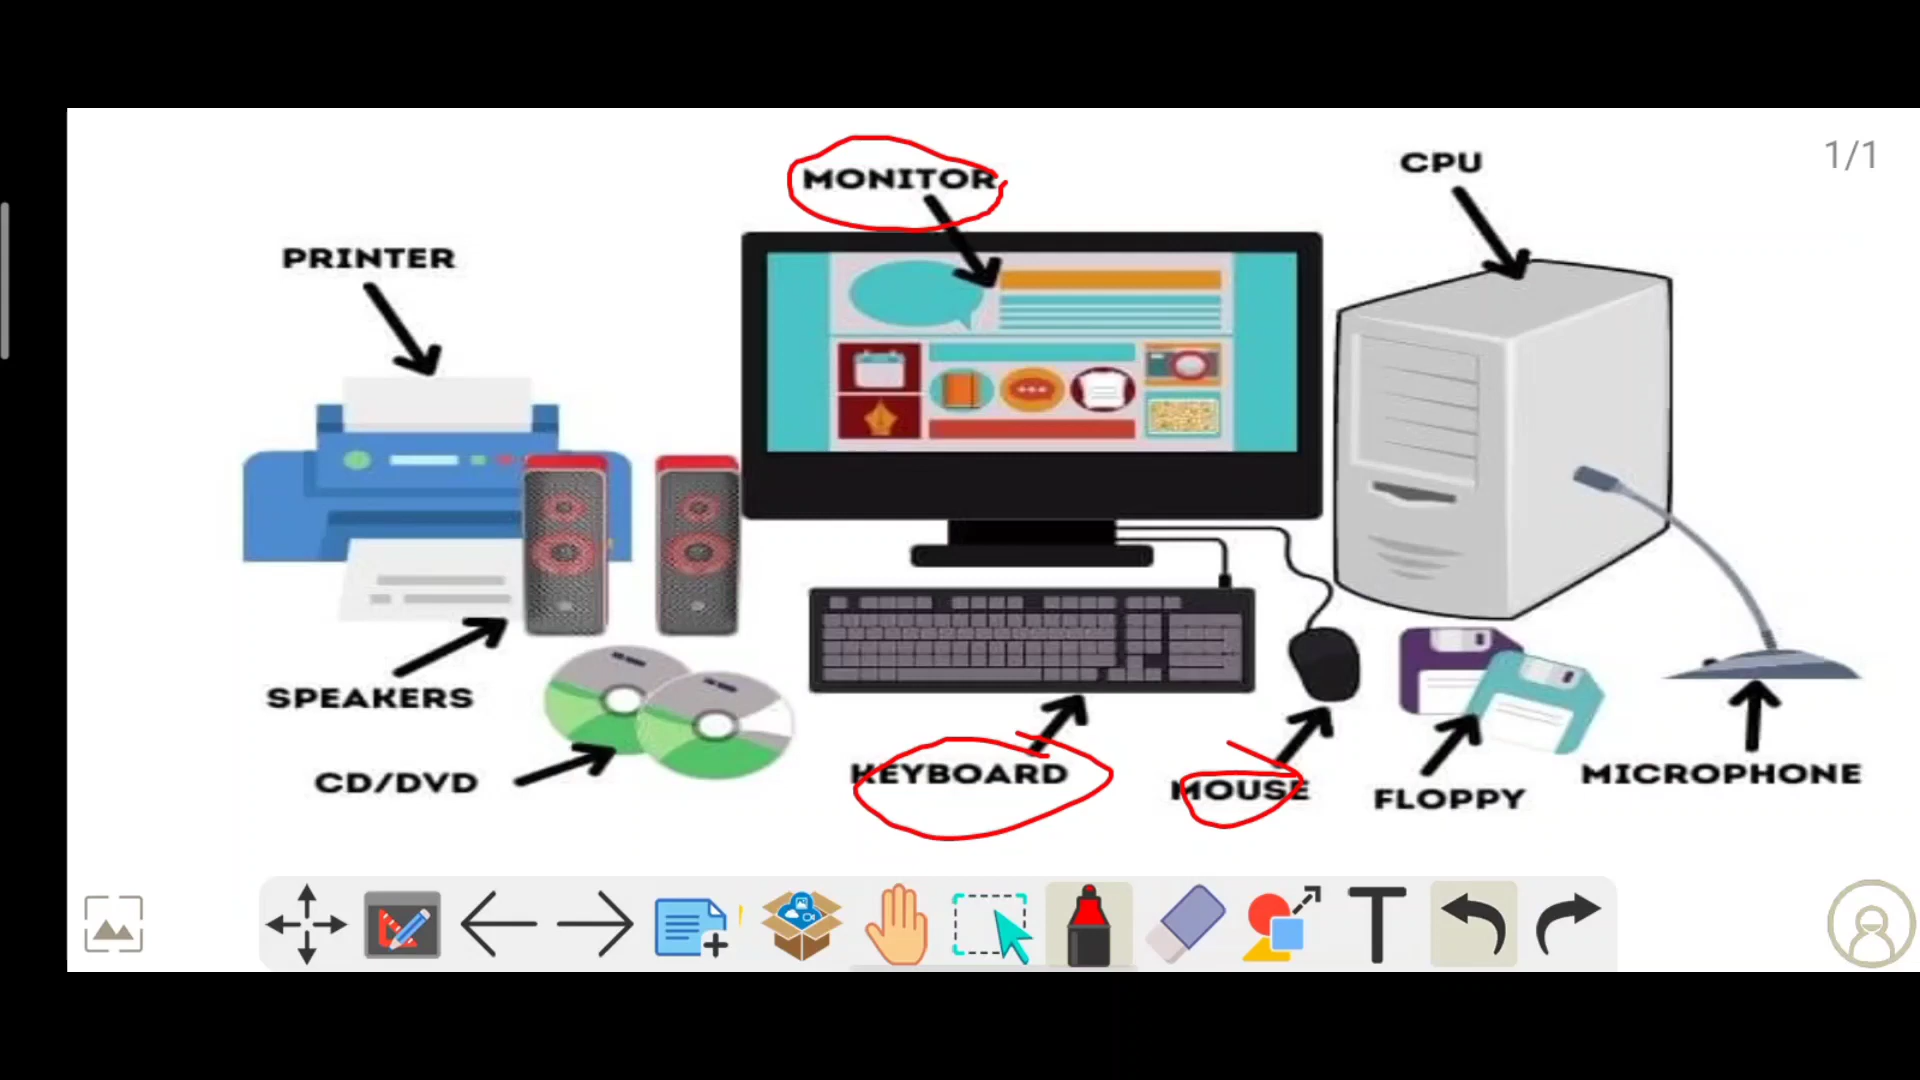 MONITOR
CPU
1/1
PRINTER
SPEAKERS
CD/DVD
KEYBOARD
MOUSE
FLOPPY
MICROPHONE
T